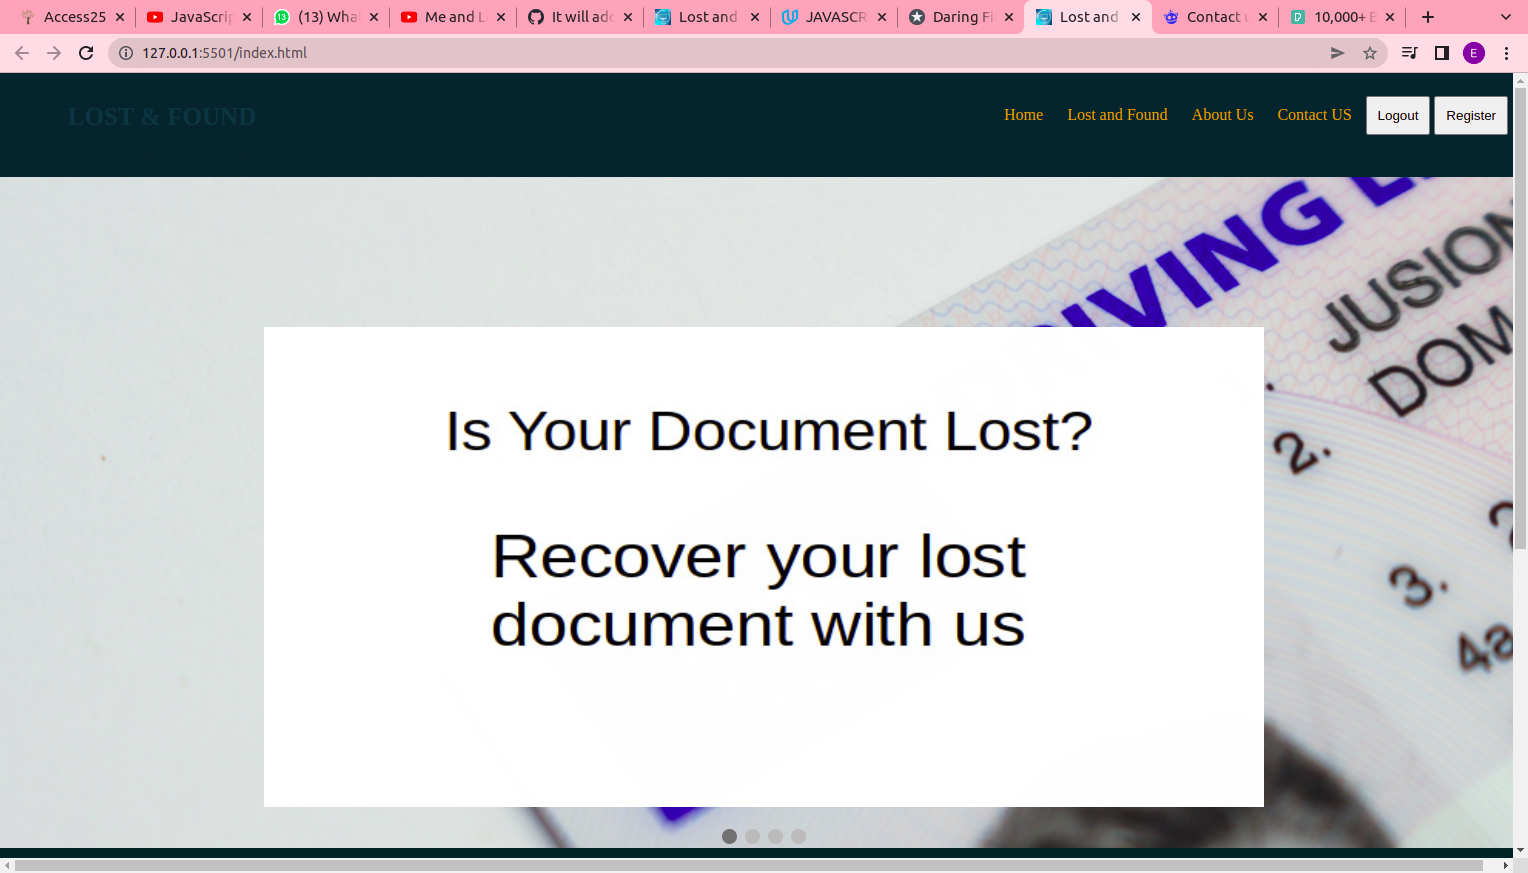 Access25
JavaScrip
(13) Wha
Me and L
It will add
Lost and
JAVASCR
Daring Fi
Lost and
Contact u
10,000+ B
127.0.0.1:5501/index.html
E
LOST & FOUND
Home
Lost and Found
About Us
Contact US
Logout
Register
DRIVING LI
JUSION
DOM
2.
3.
4a
Is Your Document Lost?
Recover your lost
document with us